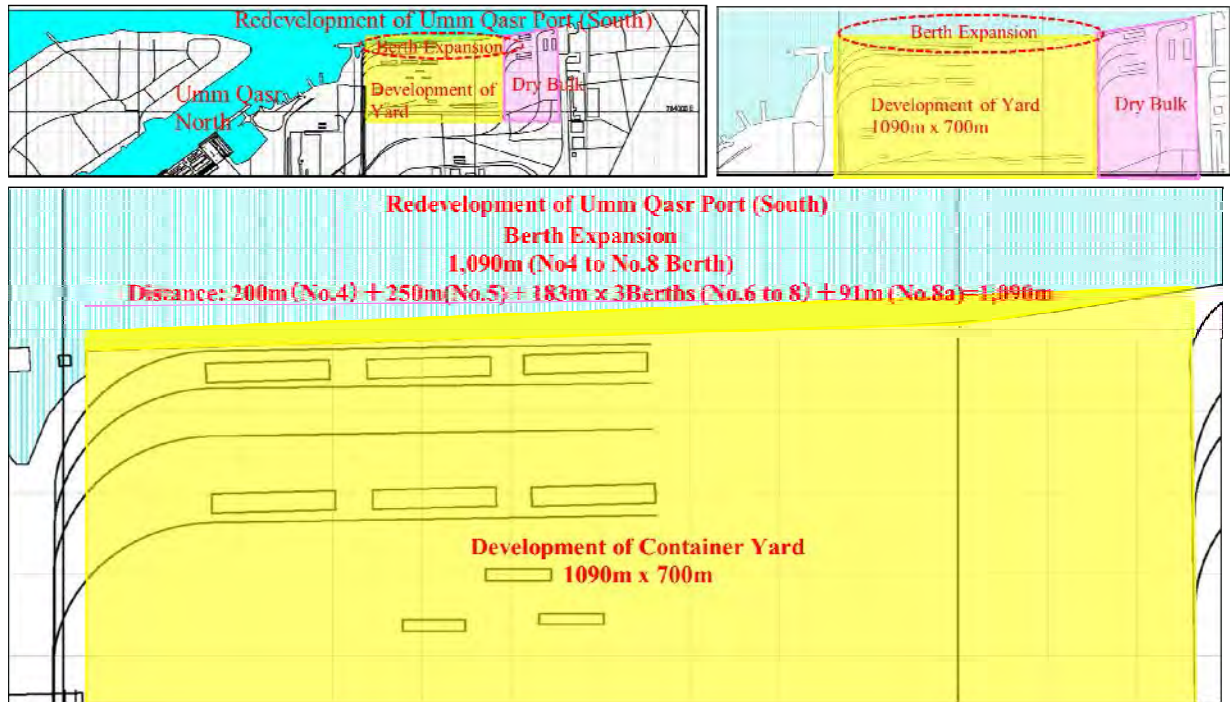 Redevelopment of Umm Qasr Port (South)
Berth Expansion
Umm Qasr
North
Development of
Yard
Dry Bulk
Berth Expansion
Development of Yard
1090m x 700m
Dry Bulk
Redevelopment of Umm Qasr Port (South)
Berth Expansion
1,090m (No4 to No.8 Berth)
Distance: 200m(No.4) + 250m(No.5) + 183m x 3Berths (No.6 to 8) + 91m (No.8a)=1,090m
Development of Container Yard
1090m x 700m